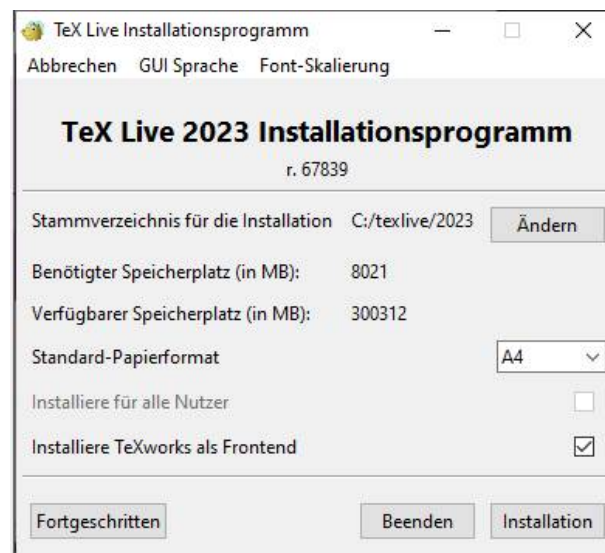 TeX Live Installationsprogramm
Abbrechen GUI Sprache Font-Skalierung
TeX Live 2023 Installationsprogramm
r. 67839
Stammverzeichnis für die Installation C:/texlive/2023 Ändern
Benötigter Speicherplatz (in MB): 8021
Verfügbarer Speicherplatz (in MB): 300312
Standard-Papierformat A4
Installiere für alle Nutzer
Installiere TeXworks als Frontend
Fortgeschritten Beenden Installation